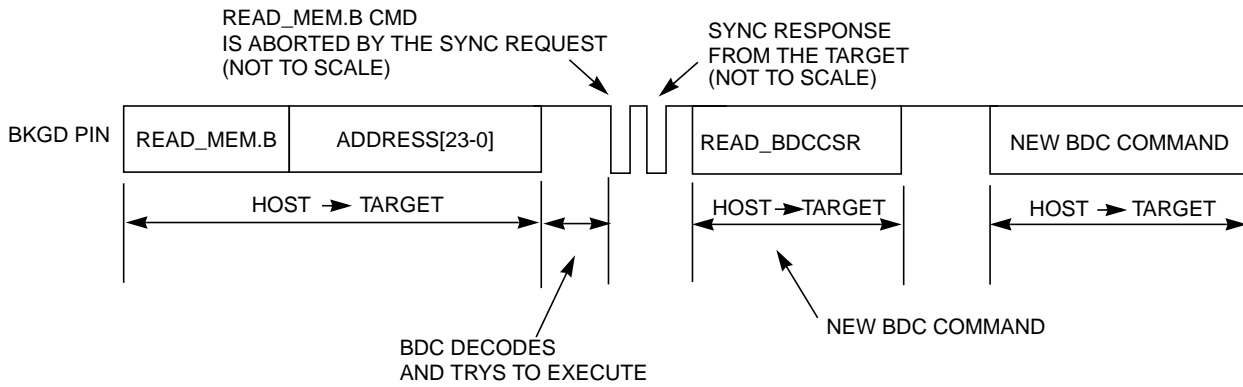 READ_MEM.B CMD
IS ABORTED BY THE SYNC REQUEST
(NOT TO SCALE)
SYNC RESPONSE
FROM THE TARGET
(NOT TO SCALE)
BKGD PIN
READ_MEM.B
ADDRESS[23-0]
READ_BDCCSR
NEW BDC COMMAND
HOST TARGET
HOST TARGET
HOST TARGET
BDC DECODES
AND TRYS TO EXECUTE
NEW BDC COMMAND